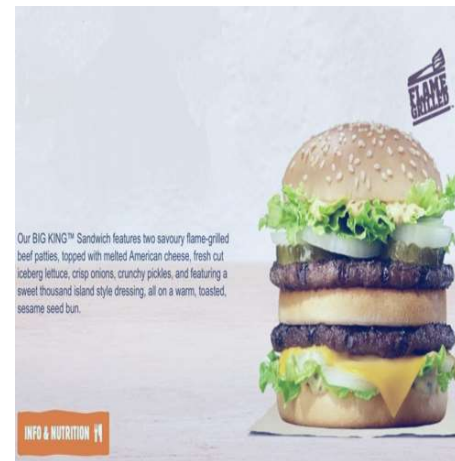 FLAME
GRILLED
Our BIG KING™ Sandwich features two savoury flame-grilled
beef patties, topped with melted American cheese, fresh cut
iceberg lettuce, crisp onions, crunchy pickles, and featuring a
sweet thousand island style dressing, all on a warm, toasted,
sesame seed bun.
INFO & NUTRITION